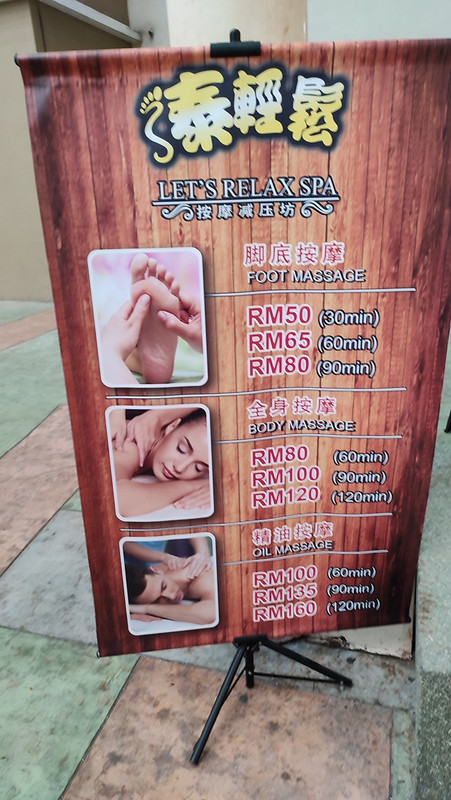 泰輕鬆
LET'S RELAX SPA
按摩减压坊
脚底按摩
FOOT MASSAGE
RM50 (30min)
RM65 (60min)
RM80 (90min)
全身按摩
BODY MASSAGE
RM80 (60min)
RM100 (90min)
RM120 (120min)
精油按摩
OIL MASSAGE
RM100 (60min)
RM135 (90min)
RM160 (120min)